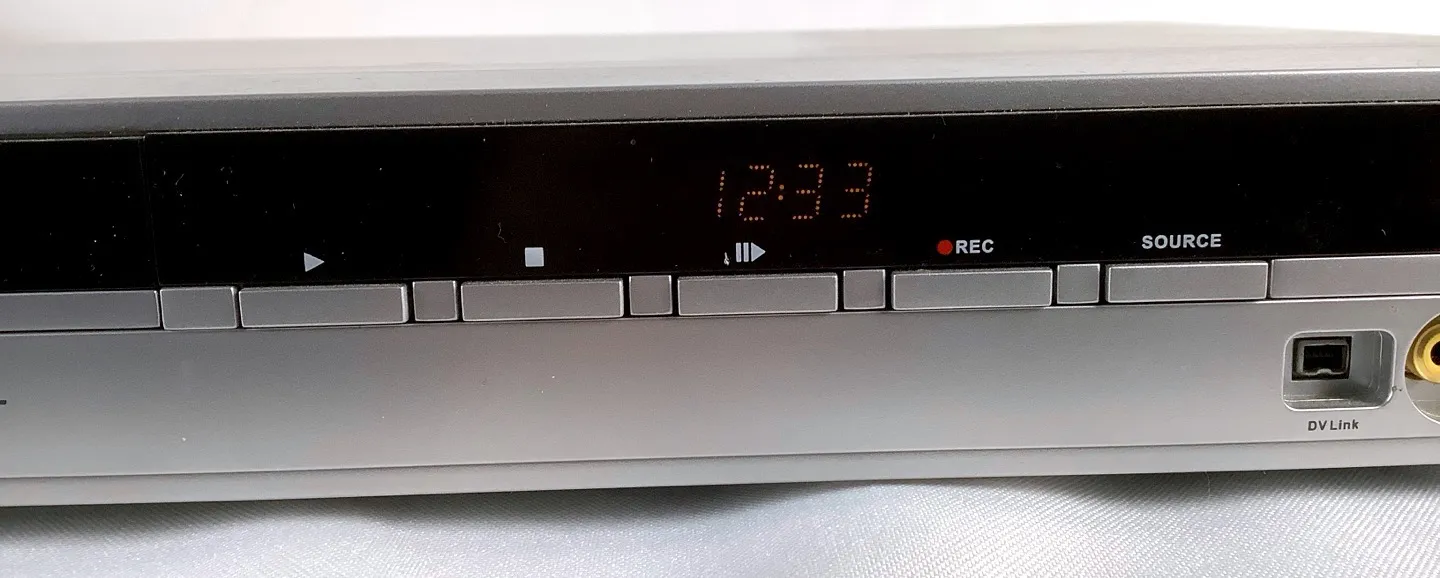 12:33
REC
SOURCE
DV Link